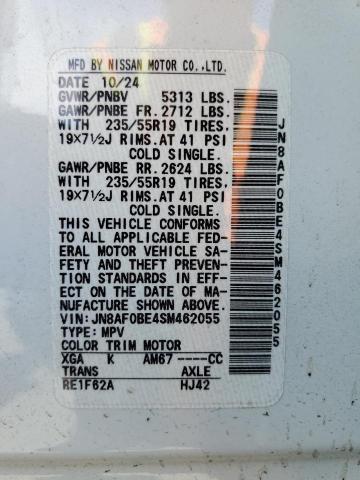 MFD BY NISSAN MOTOR CO.,LTD.
DATE 10/24
GVWR/PNBV 5313 LBS.
GAWR/PNBE FR. 2712 LBS.
WITH 235/55R19 TIRES,
19×7½J RIMS.AT 41 PSI
COLD SINGLE.
GAWR/PNBE RR. 2624 LBS.
WITH 235/55R19 TIRES,
19×7½J RIMS.AT 41 PSI
COLD SINGLE.
THIS VEHICLE CONFORMS
TO ALL APPLICABLE FED-
ERAL MOTOR VEHICLE SA-
FETY AND THEFT PREVEN-
TION STANDARDS IN EFF-
ECT ON THE DATE OF MA-
NUFACTURE SHOWN ABOVE.
VIN:JN8AF0BE4SM462055
TYPE: MPV
COLOR TRIM MOTOR
XGA K AM67 ----CC
TRANS AXLE
RE1F62A HJ42
JN8AF0BE4SM462055